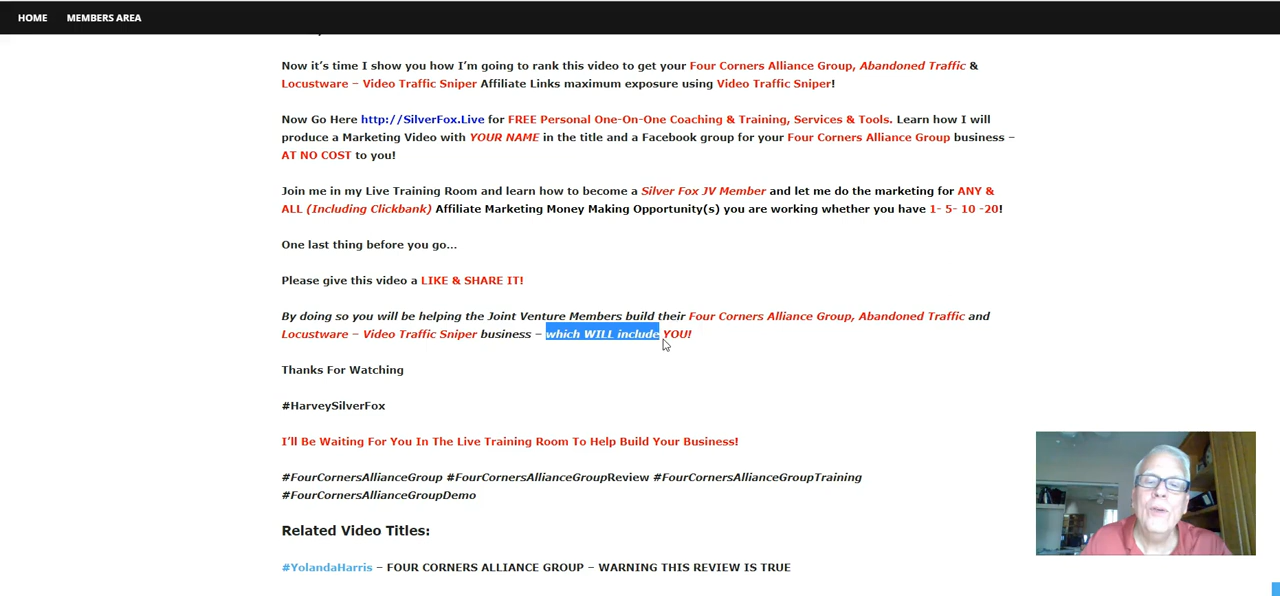 HOME MEMBERS AREA
Now it's time I show you how I'm going to rank this video to get your Four Corners Alliance Group, Abandoned Traffic &
Locustware – Video Traffic Sniper Affiliate Links maximum exposure using Video Traffic Sniper!
Now Go Here http://SilverFox.Live for FREE Personal One-On-One Coaching & Training, Services & Tools. Learn how I will
produce a Marketing Video with YOUR NAME in the title and a Facebook group for your Four Corners Alliance Group business –
AT NO COST to you!
Join me in my Live Training Room and learn how to become a Silver Fox JV Member and let me do the marketing for ANY &
ALL (Including Clickbank) Affiliate Marketing Money Making Opportunity(s) you are working whether you have 1- 5- 10 -20!
One last thing before you go...
Please give this video a LIKE & SHARE IT!
By doing so you will be helping the Joint Venture Members build their Four Corners Alliance Group, Abandoned Traffic and
Locustware – Video Traffic Sniper business – which WILL include YOU!
Thanks For Watching
#HarveySilverFox
I'll Be Waiting For You In The Live Training Room To Help Build Your Business!
#FourCornersAllianceGroup #FourCornersAllianceGroupReview #FourCornersAllianceGroupTraining
#FourCornersAllianceGroupDemo
Related Video Titles:
#YolandaHarris – FOUR CORNERS ALLIANCE GROUP – WARNING THIS REVIEW IS TRUE